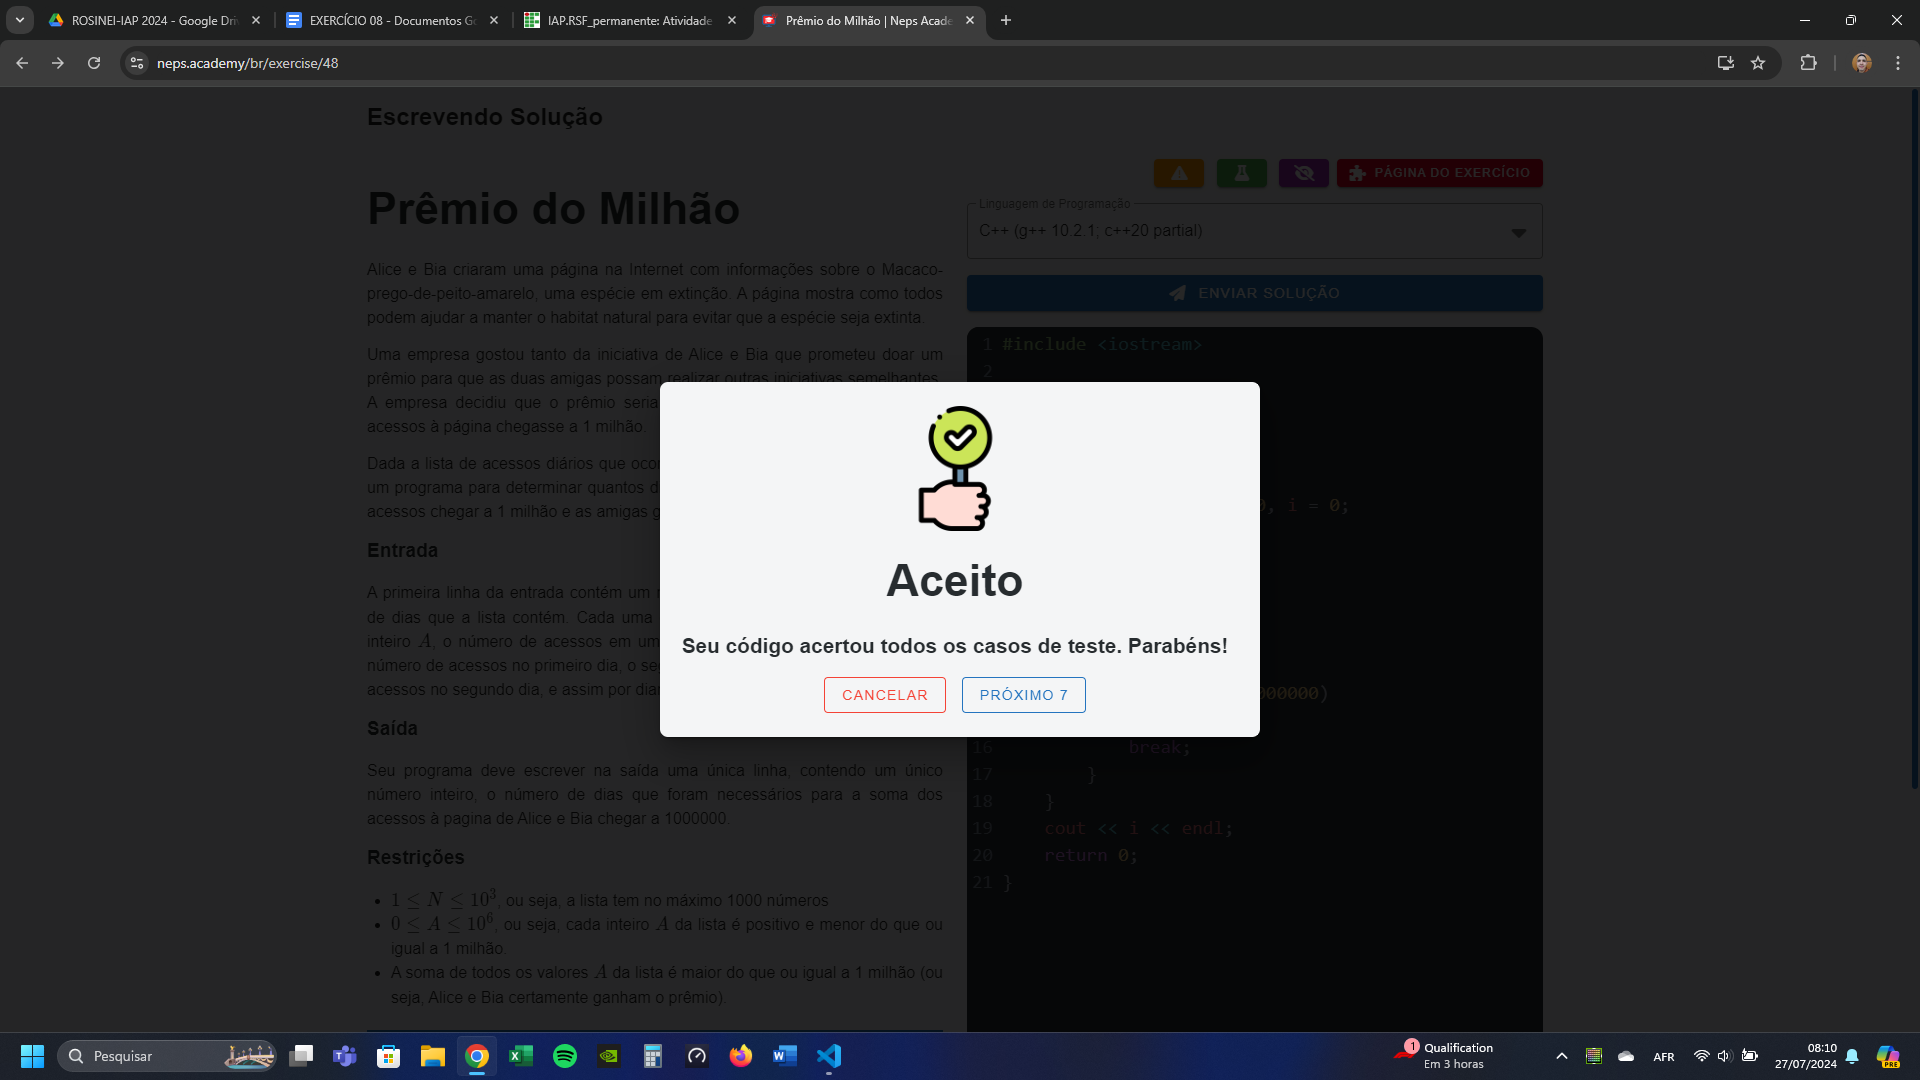 ROSINEI-IAP 2024 - Google Dri
EXERCÍCIO 08 - Documentos Go
IAP.RSF_permanente: Atividade
Prêmio do Milhão | Neps Acade
neps.academy/br/exercise/48
Escrevendo Solução
PÁGINA DO EXERCÍCIO
Prêmio do Milhão
Linguagem de Programação
C++ (g++ 10.2.1; c++20 partial)
Alice e Bia criaram uma página na Internet com informações sobre o Macaco-
prego-de-peito-amarelo, uma espécie em extinção. A página mostra como todos
podem ajudar a manter o habitat natural para evitar que a espécie seja extinta.
ENVIAR SOLUÇÃO
Uma empresa gostou tanto da iniciativa de Alice e Bia que prometeu doar um
prêmio para que as duas amigas possam realizar outras iniciativas semelhantes.
A empresa decidiu que o prêmio seria
acessos à página chegasse a 1 milhão.
Dada a lista de acessos diários que oco
um programa para determinar quantos d
acessos chegar a 1 milhão e as amigas g
Entrada
A primeira linha da entrada contém um
de dias que a lista contém. Cada uma
inteiro A, o número de acessos em um
número de acessos no primeiro dia, o se
acessos no segundo dia, e assim por dia
Saída
Seu programa deve escrever na saída uma única linha, contendo um único
número inteiro, o número de dias que foram necessários para a soma dos
acessos à pagina de Alice e Bia chegar a 1000000.
Restrições
• 1 ≤ N ≤ 10³, ou seja, a lista tem no máximo 1000 números
• 0 ≤ A ≤ 10⁶, ou seja, cada inteiro A da lista é positivo e menor do que ou
igual a 1 milhão.
• A soma de todos os valores A da lista é maior do que ou igual a 1 milhão (ou
seja, Alice e Bia certamente ganham o prêmio).
1 #include <iostream>
2
0, i = 0;
000000)
16 break;
17 }
18 }
19 cout << i << endl;
20 return 0;
21 }
Aceito
Seu código acertou todos os casos de teste. Parabéns!
CANCELAR
PRÓXIMO 7
Pesquisar
1
Qualification
Em 3 horas
AFR
08:10
27/07/2024
PRE